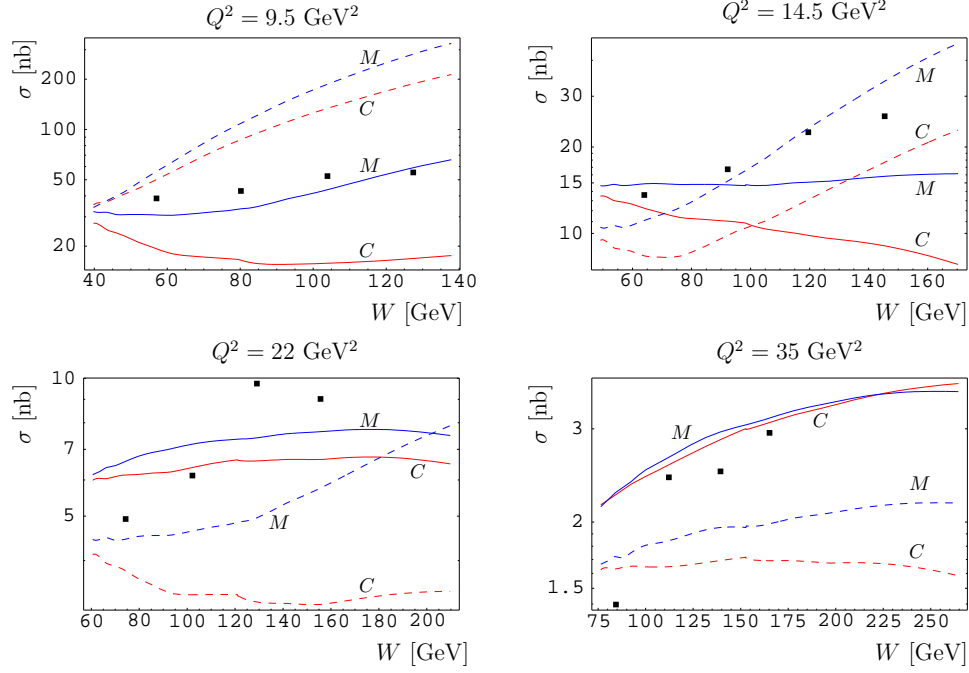 Q² = 9.5 GeV²
σ [nb]
200
100
50
20
M
C
M
C
40 60 80 100 120 140
W [GeV]
Q² = 14.5 GeV²
σ [nb]
30
20
15
10
M
C
M
C
60 80 100 120 140 160
W [GeV]
Q² = 22 GeV²
σ [nb]
10
7
5
M
C
M
C
60 80 100 120 140 160 180 200
W [GeV]
Q² = 35 GeV²
σ [nb]
3
2
1.5
M
C
M
C
75 100 125 150 175 200 225 250
W [GeV]